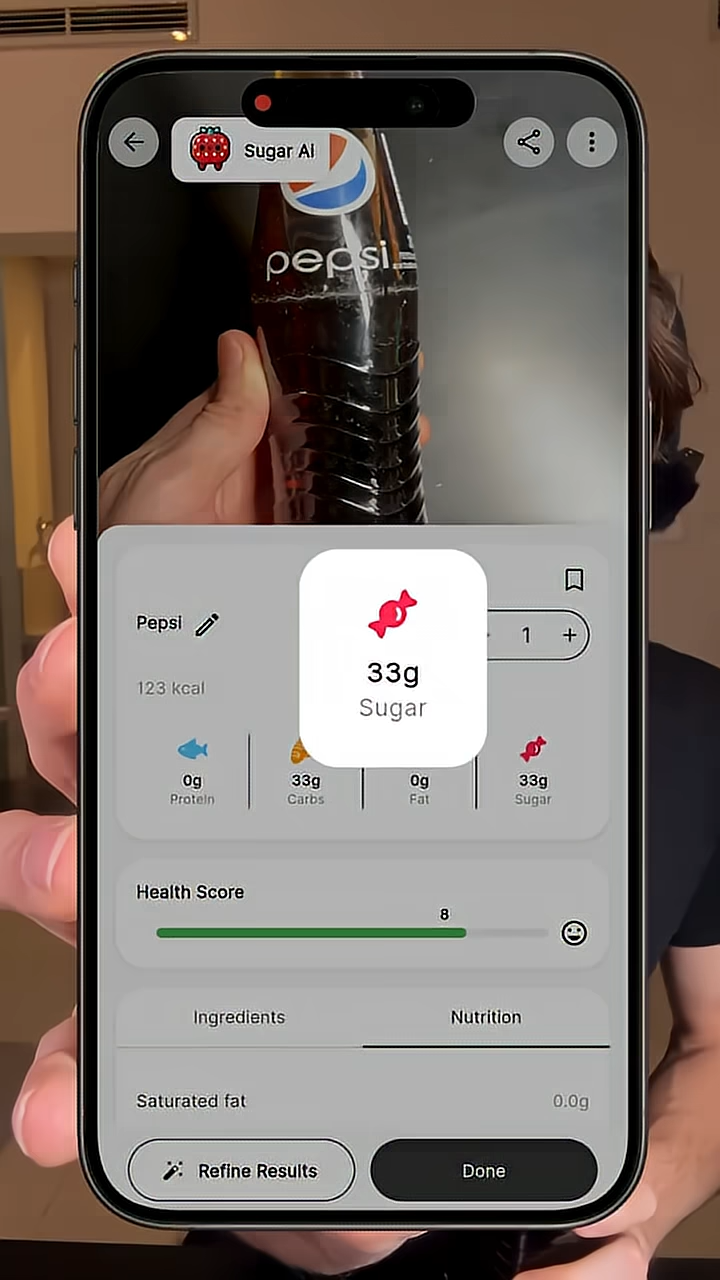 Sugar AI
pepsi
Pepsi
1 +
123 kcal
33g
Sugar
0g
Protein
33g
Carbs
0g
Fat
33g
Sugar
Health Score
8
Ingredients
Nutrition
Saturated fat
0.0g
Refine Results
Done